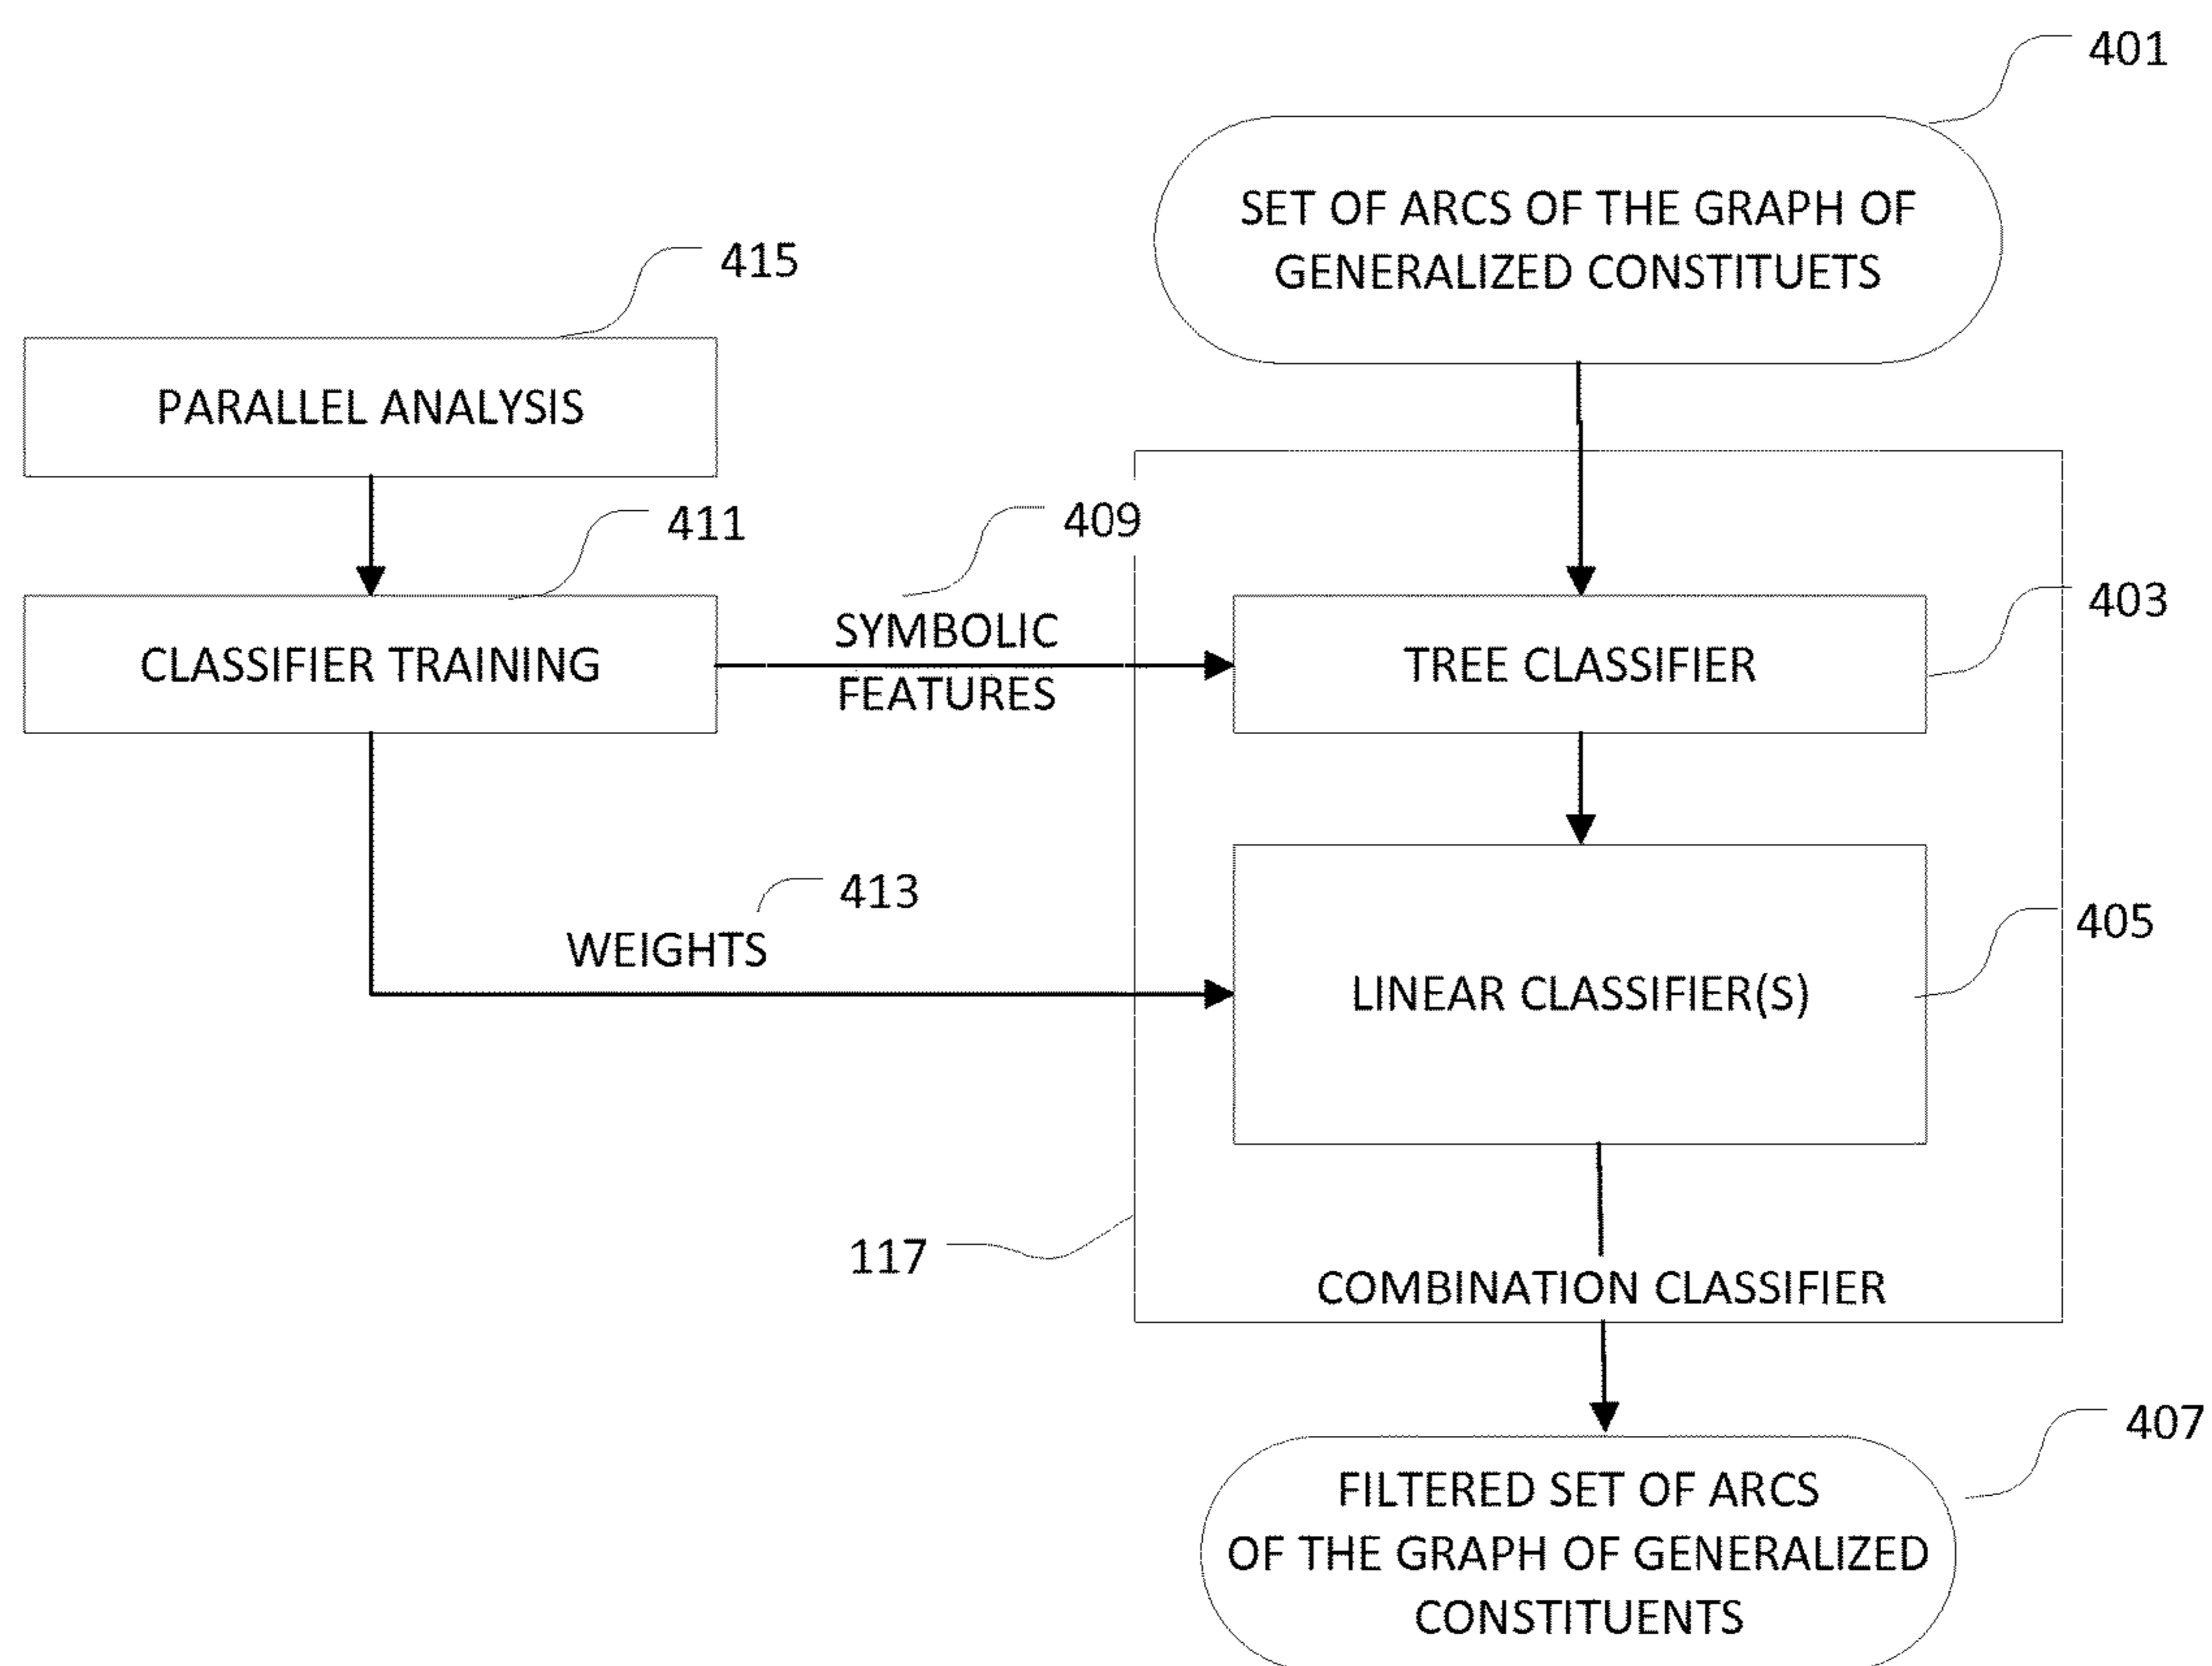 401
SET OF ARCS OF THE GRAPH OF
GENERALIZED CONSTITUETS
415
PARALLEL ANALYSIS
411
CLASSIFIER TRAINING
409
SYMBOLIC
FEATURES
403
TREE CLASSIFIER
413
WEIGHTS
405
LINEAR CLASSIFIER(S)
117
COMBINATION CLASSIFIER
407
FILTERED SET OF ARCS
OF THE GRAPH OF GENERALIZED
CONSTITUENTS